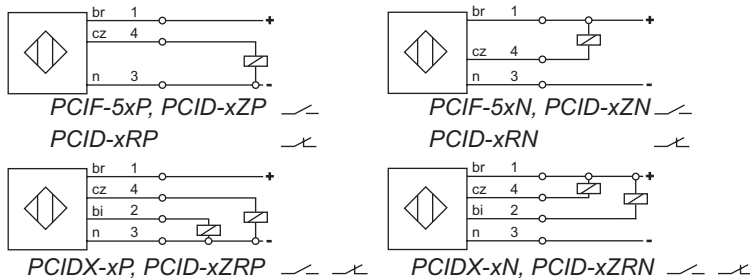 br 1 +
cz 4
n 3 -
PCIF-5xP, PCID-xZP
PCID-xRP
br 1 +
cz 4
n 3 -
PCIF-5xN, PCID-xZN
PCID-xRN
br 1 +
cz 4
bi 2
n 3 -
PCIDX-xP, PCID-xZRP
br 1 +
cz 4
bi 2
n 3 -
PCIDX-xN, PCID-xZRN